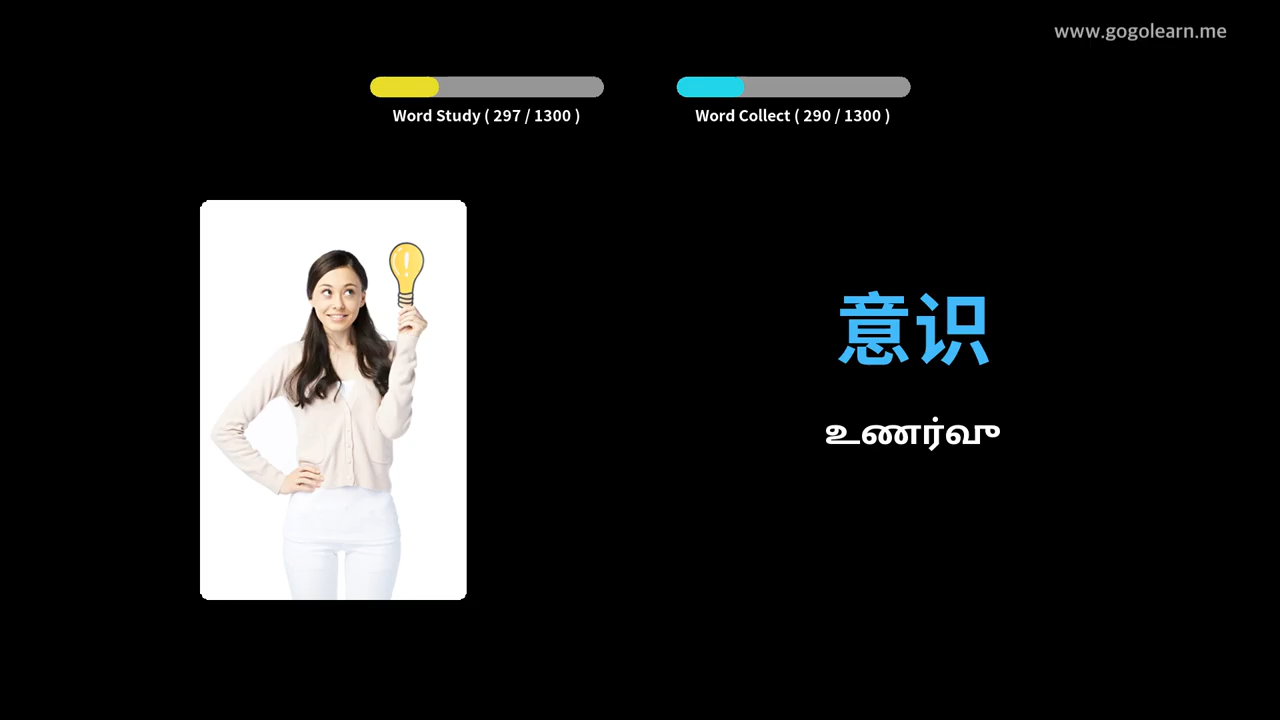 www.gogolearn.me
Word Study ( 297 / 1300 )
Word Collect ( 290 / 1300 )
意识
உணர்வு